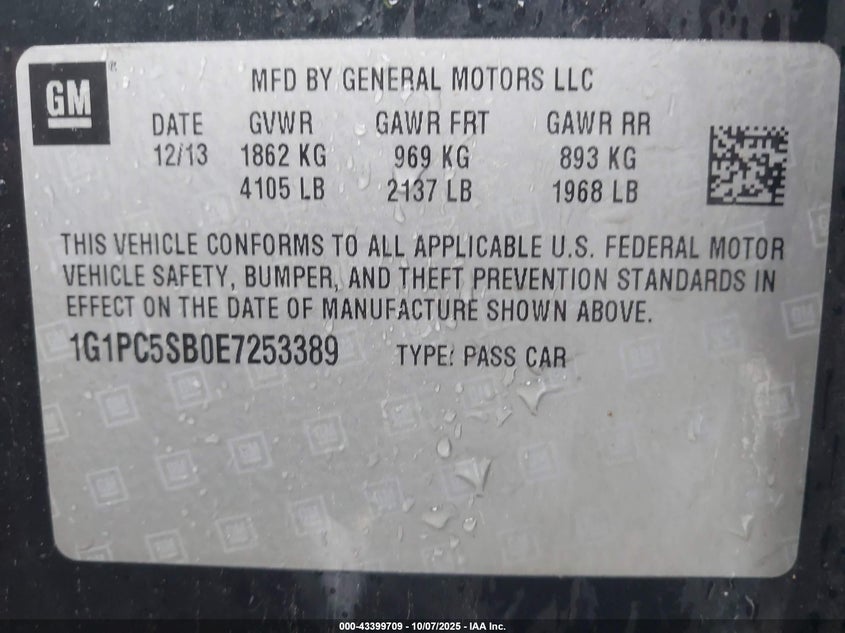 GM
MFD BY GENERAL MOTORS LLC
DATE GVWR GAWR FRT GAWR RR
12/13 1862 KG 969 KG 893 KG
4105 LB 2137 LB 1968 LB
THIS VEHICLE CONFORMS TO ALL APPLICABLE U.S. FEDERAL MOTOR
VEHICLE SAFETY, BUMPER, AND THEFT PREVENTION STANDARDS IN
EFFECT ON THE DATE OF MANUFACTURE SHOWN ABOVE.
1G1PC5SB0E7253389 TYPE: PASS CAR
000-43399709 - 10/07/2025 - IAA Inc.